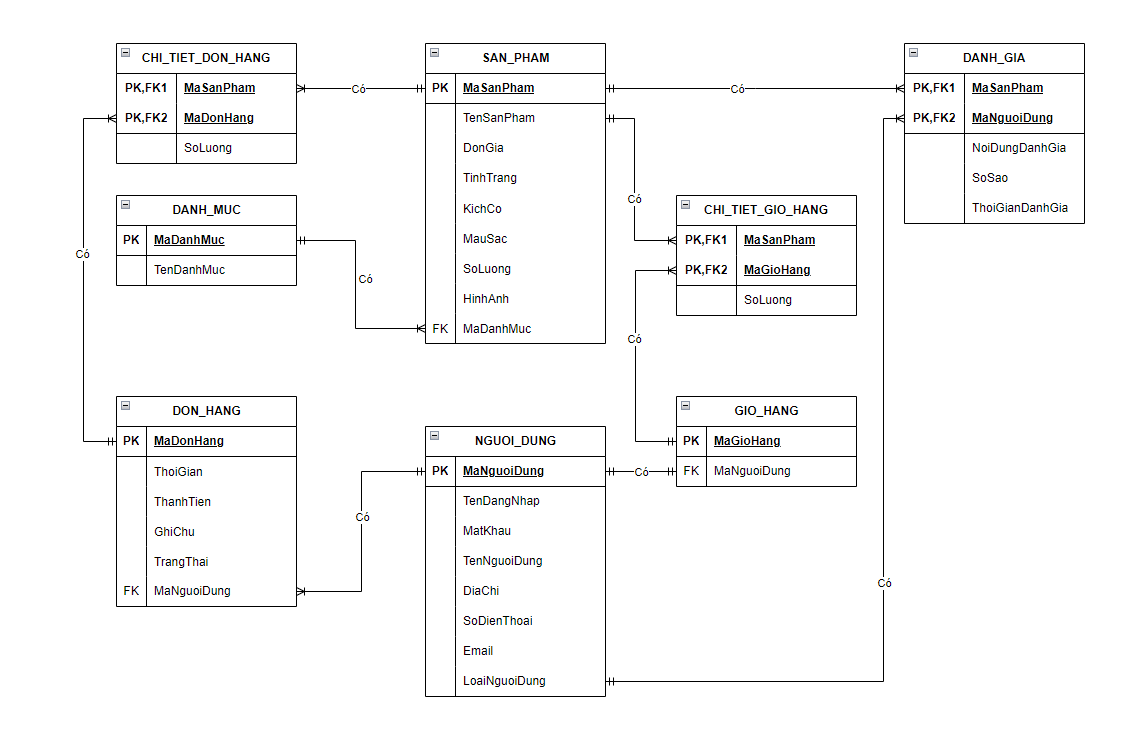 CHI_TIET_DON_HANG
PK,FK1 MaSanPham
PK,FK2 MaDonHang
SoLuong
SAN_PHAM
PK MaSanPham
TenSanPham
DonGia
TinhTrang
KichCo
MauSac
SoLuong
HinhAnh
FK MaDanhMuc
DANH_GIA
PK,FK1 MaSanPham
PK,FK2 MaNguoiDung
NoiDungDanhGia
SoSao
ThoiGianDanhGia
DANH_MUC
PK MaDanhMuc
TenDanhMuc
CHI_TIET_GIO_HANG
PK,FK1 MaSanPham
PK,FK2 MaGioHang
SoLuong
DON_HANG
PK MaDonHang
ThoiGian
ThanhTien
GhiChu
TrangThai
FK MaNguoiDung
NGUOI_DUNG
PK MaNguoiDung
TenDangNhap
MatKhau
TenNguoiDung
DiaChi
SoDienThoai
Email
LoaiNguoiDung
GIO_HANG
PK MaGioHang
FK MaNguoiDung
Có
Có
Có
Có
Có
Có
Có
Có
Có